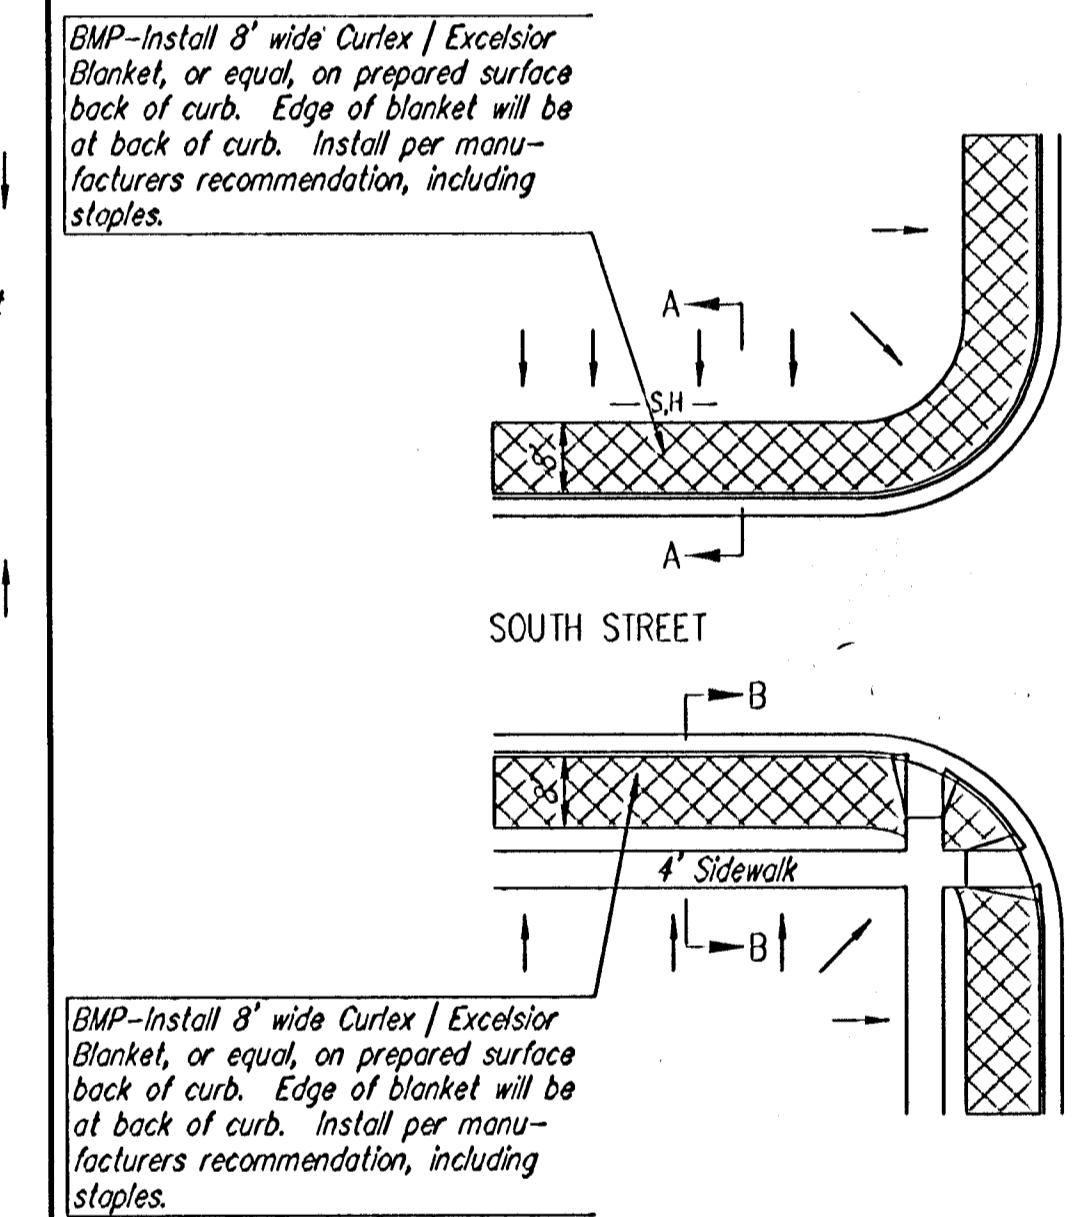 BMP-Install 8' wide Curlex / Excelsior
Blanket, or equal, on prepared surface
back of curb. Edge of blanket will be
at back of curb. Install per manu-
facturers recommendation, including
staples.
A
S.H
8'
A
SOUTH STREET
B
8'
4' Sidewalk
B
BMP-Install 8' wide Curlex / Excelsior
Blanket, or equal, on prepared surface
back of curb. Edge of blanket will be
at back of curb. Install per manu-
facturers recommendation, including
staples.